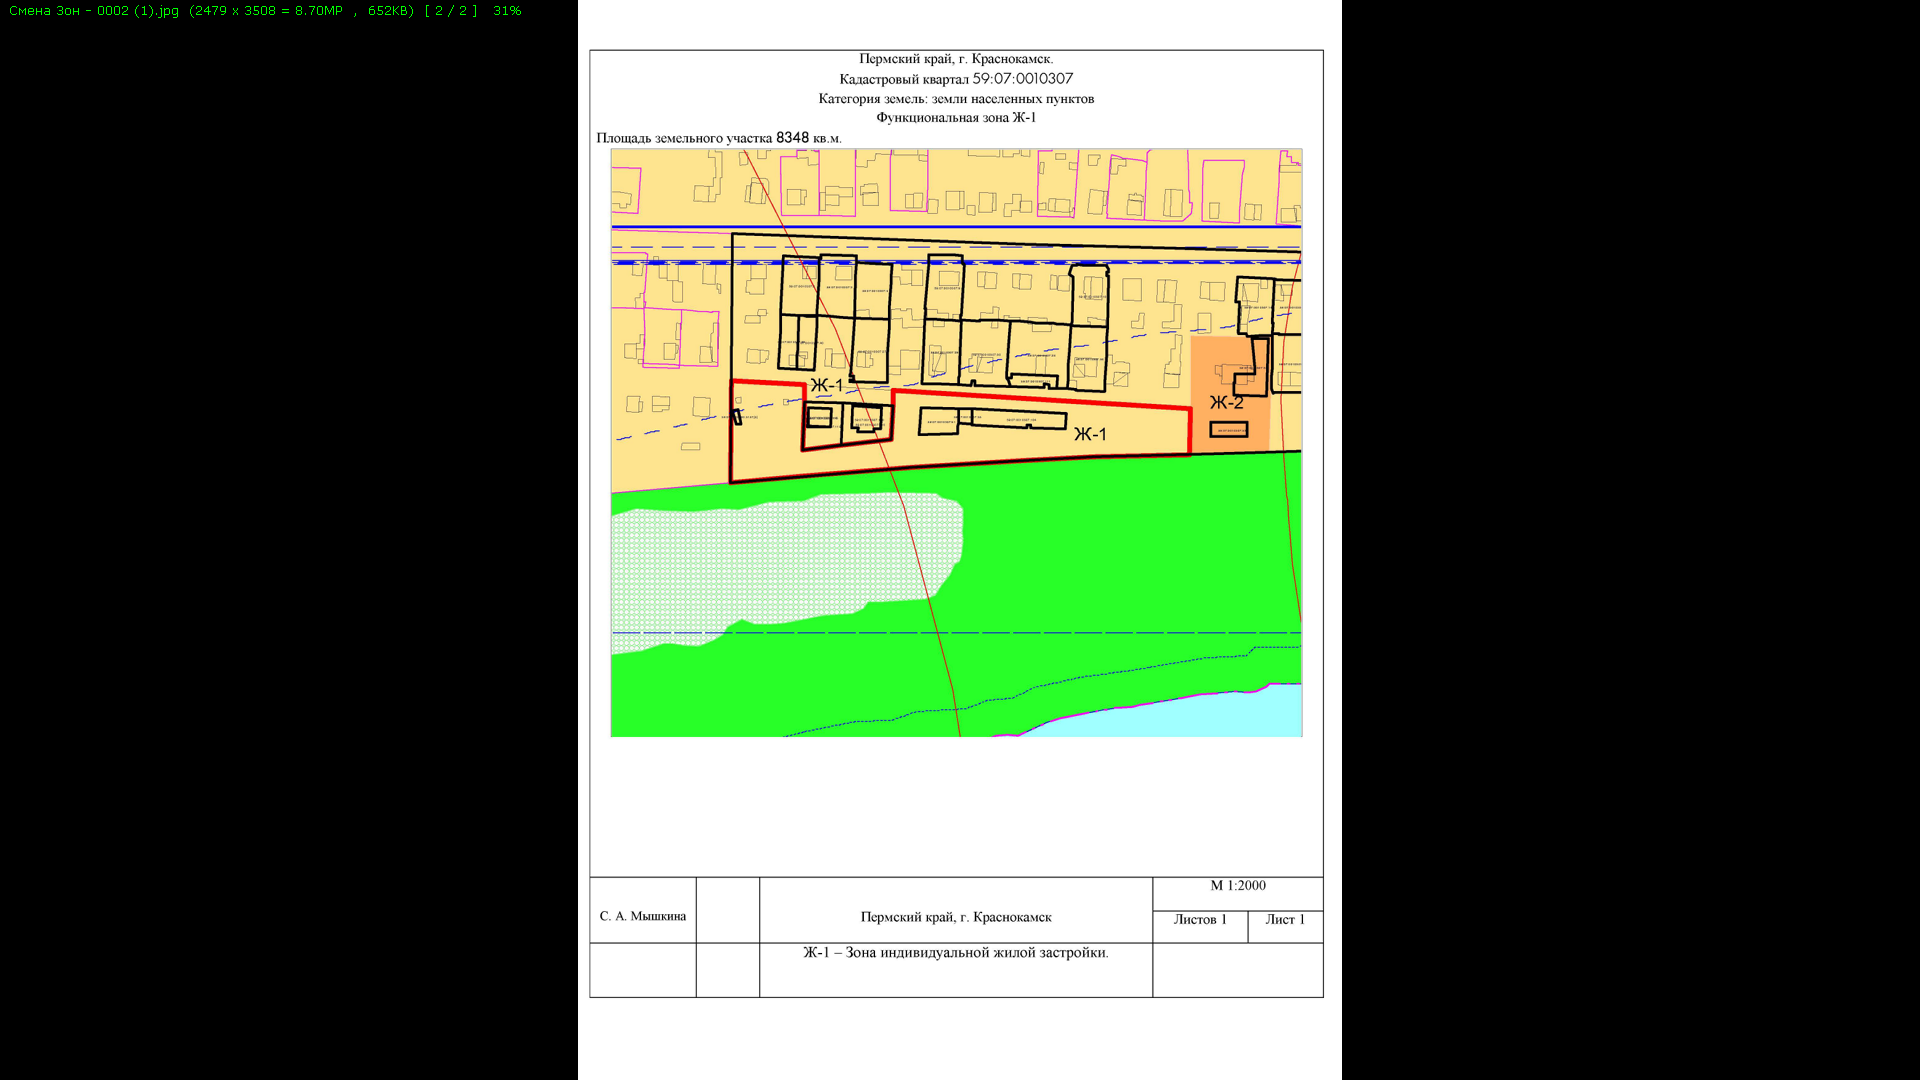 Смена Зон - 0002 (1).jpg (2479 x 3508 = 8.70MP , 652KB) [ 2 / 2 ] 31%
Пермский край, г. Краснокамск.
Кадастровый квартал 59:07:0010307
Категория земель: земли населенных пунктов
Функциональная зона Ж-1
Площадь земельного участка 8348 кв.м.
Ж-1
Ж-2
Ж-1
М 1:2000
С. А. Мышкина
Пермский край, г. Краснокамск
Листов 1
Лист 1
Ж-1 – Зона индивидуальной жилой застройки.